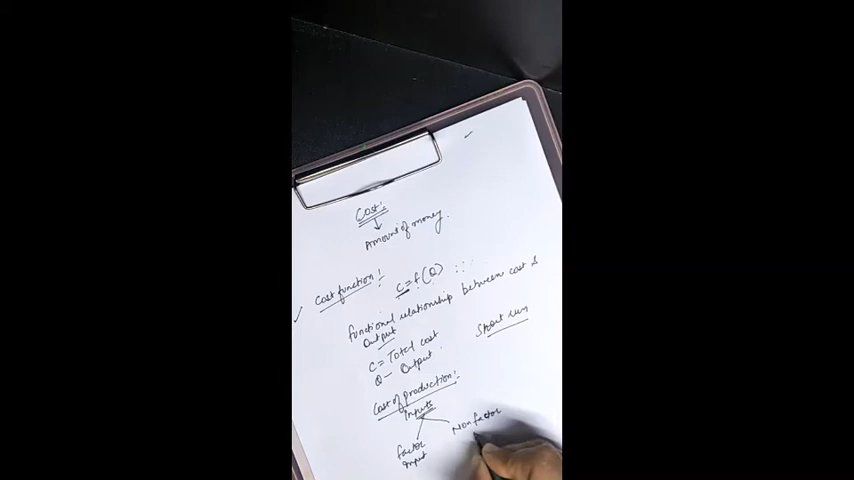 Cost:
Amount of money.
Cost function:
C = f(Q)
functional relationship between cost &
Output
C = Total cost
Q - Output.
Short run
Cost of production:
Inputs
factor
input
Non factor